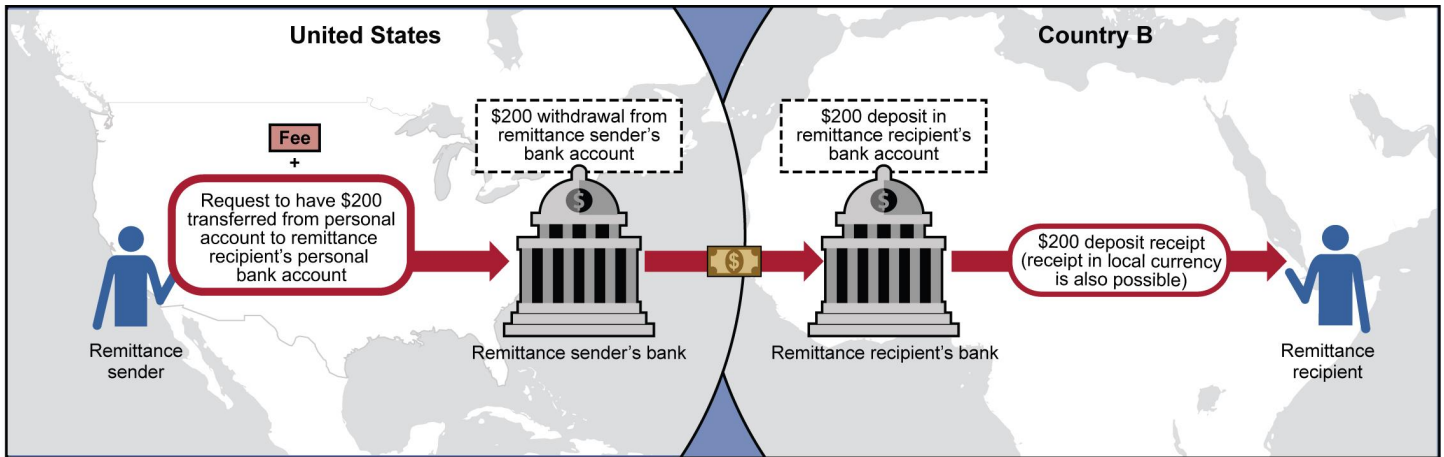 United States
Country B
Fee
+
Request to have $200
transferred from personal
account to remittance
recipient's personal
bank account
$200 withdrawal from
remittance sender's
bank account
$200 deposit in
remittance recipient's
bank account
$
$
$
$200 deposit receipt
(receipt in local currency
is also possible)
Remittance
sender
Remittance sender's bank
Remittance recipient's bank
Remittance
recipient